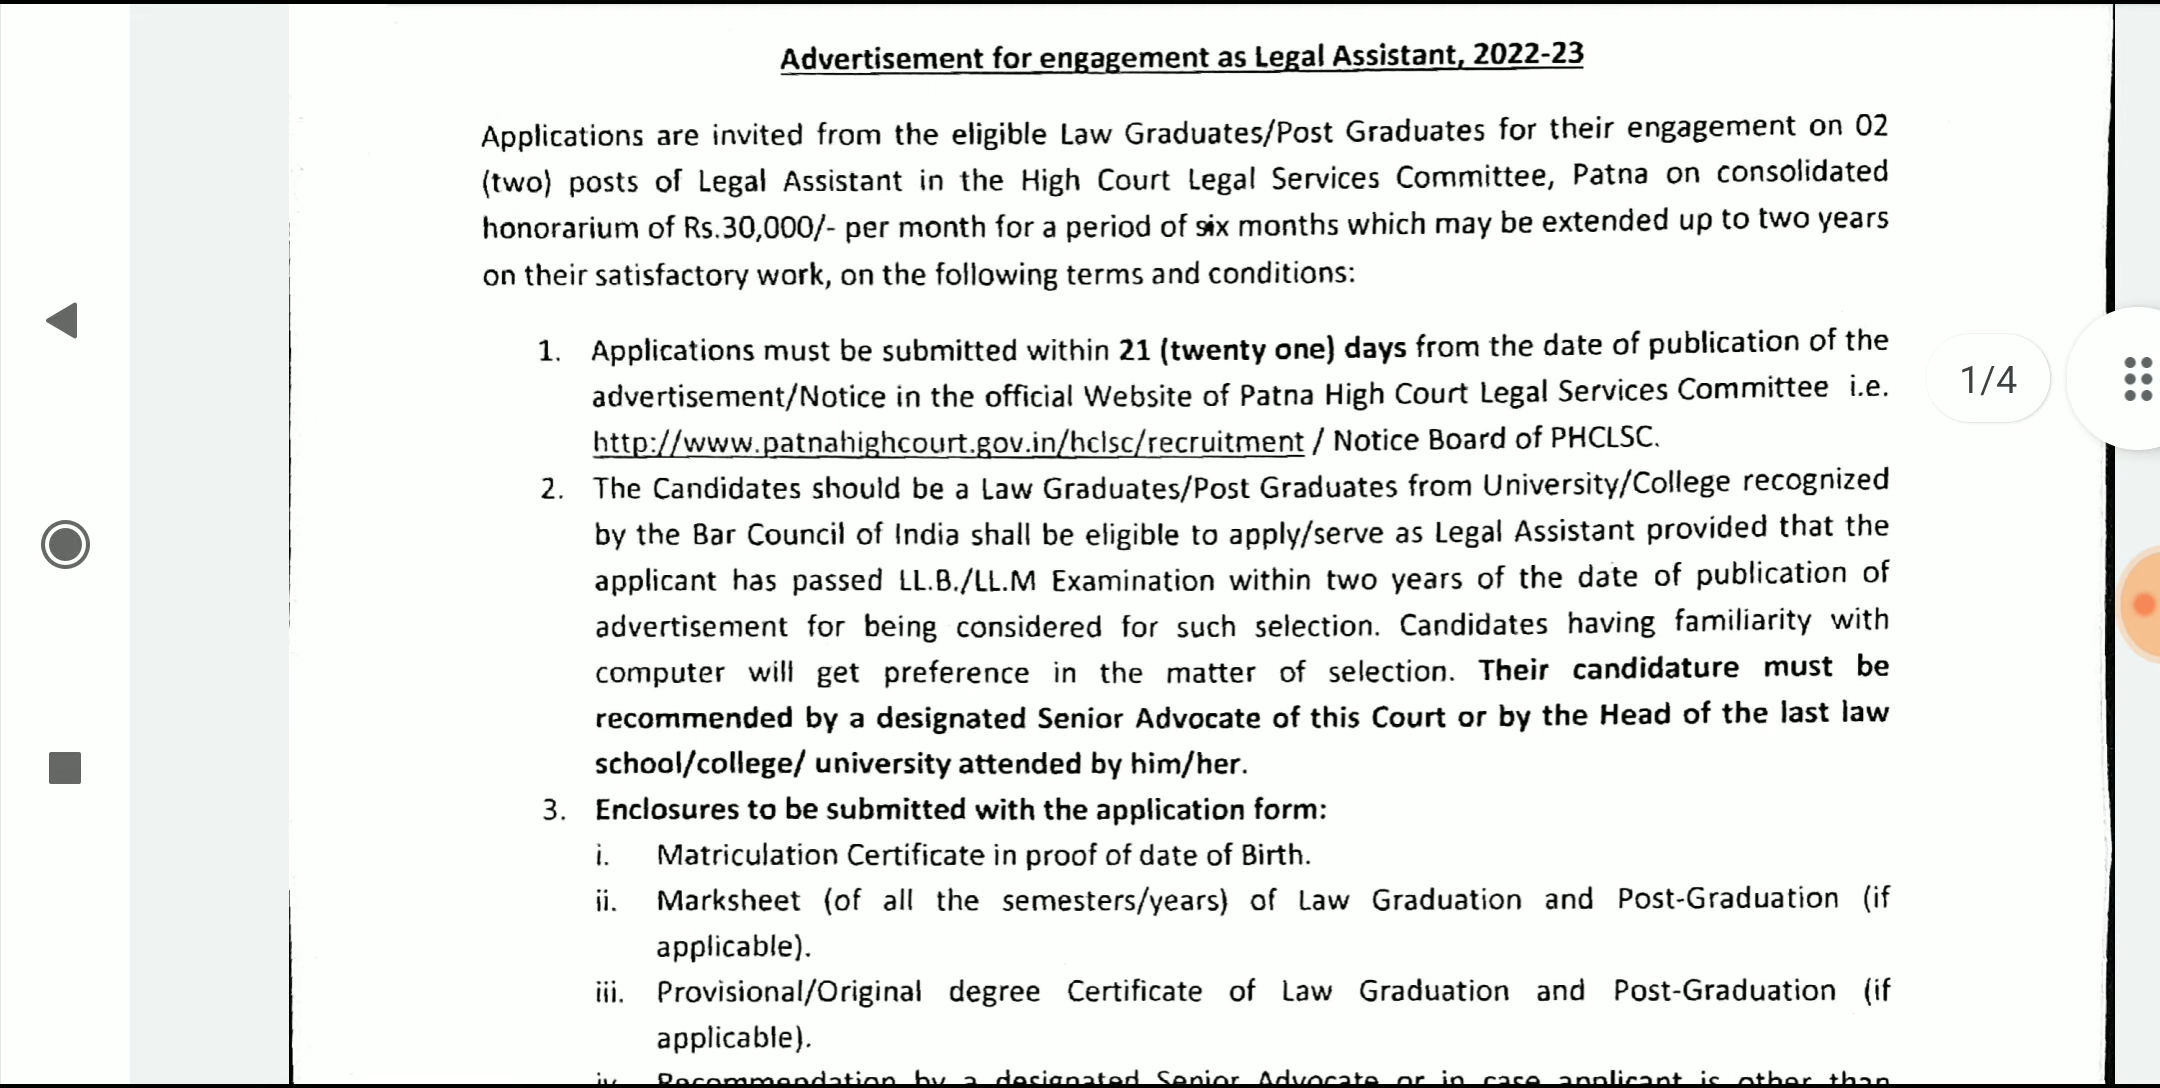 Advertisement for engagement as Legal Assistant, 2022-23
Applications are invited from the eligible Law Graduates/Post Graduates for their engagement on 02
(two) posts of Legal Assistant in the High Court Legal Services Committee, Patna on consolidated
honorarium of Rs.30,000/- per month for a period of six months which may be extended up to two years
on their satisfactory work, on the following terms and conditions:
1. Applications must be submitted within 21 (twenty one) days from the date of publication of the
advertisement/Notice in the official Website of Patna High Court Legal Services Committee i.e.
http://www.patnahighcourt.gov.in/hclsc/recruitment / Notice Board of PHCLSC.
1/4
2. The Candidates should be a Law Graduates/Post Graduates from University/College recognized
by the Bar Council of India shall be eligible to apply/serve as Legal Assistant provided that the
applicant has passed LL.B./LL.M Examination within two years of the date of publication of
advertisement for being considered for such selection. Candidates having familiarity with
computer will get preference in the matter of selection. Their candidature must be
recommended by a designated Senior Advocate of this Court or by the Head of the last law
school/college/ university attended by him/her.
3. Enclosures to be submitted with the application form:
i. Matriculation Certificate in proof of date of Birth.
ii. Marksheet (of all the semesters/years) of Law Graduation and Post-Graduation (if
applicable).
iii. Provisional/Original degree Certificate of Law Graduation and Post-Graduation (if
applicable).
iv. Recommendation by a designated Senior Advocate or in case applicant is other than